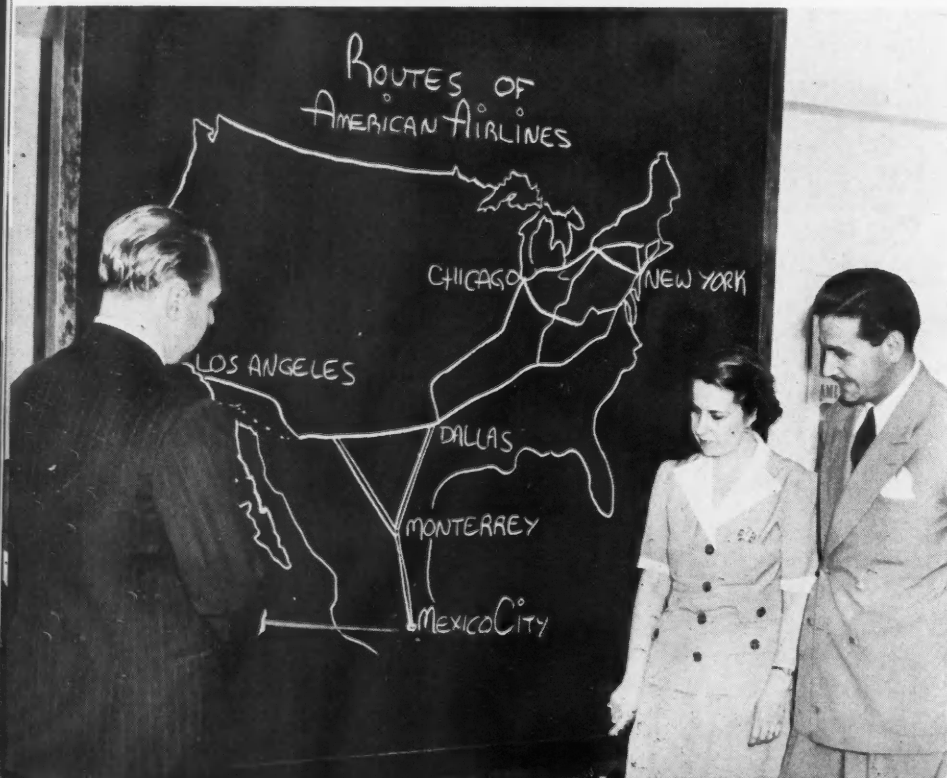 ROUTES OF
AMERICAN AIRLINES
CHICAGO
NEW YORK
LOS ANGELES
DALLAS
MONTERREY
MEXICO CITY